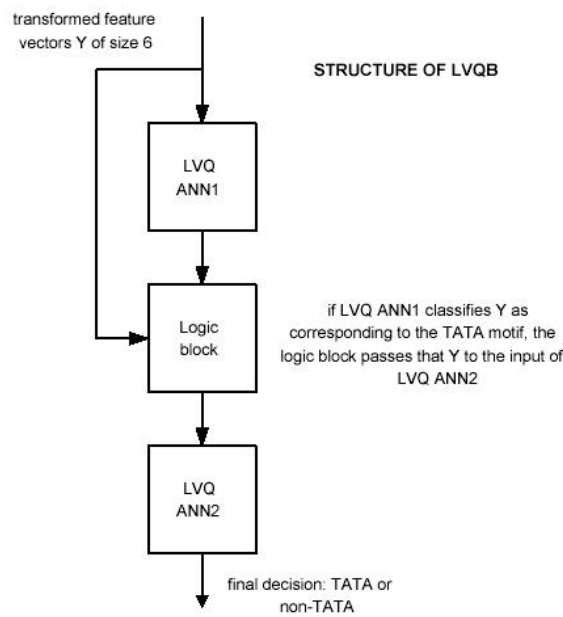 transformed feature
vectors Y of size 6
STRUCTURE OF LVQB
LVQ
ANN1
Logic
block
if LVQ ANN1 classifies Y as
corresponding to the TATA motif, the
logic block passes that Y to the input of
LVQ ANN2
LVQ
ANN2
final decision: TATA or
non-TATA